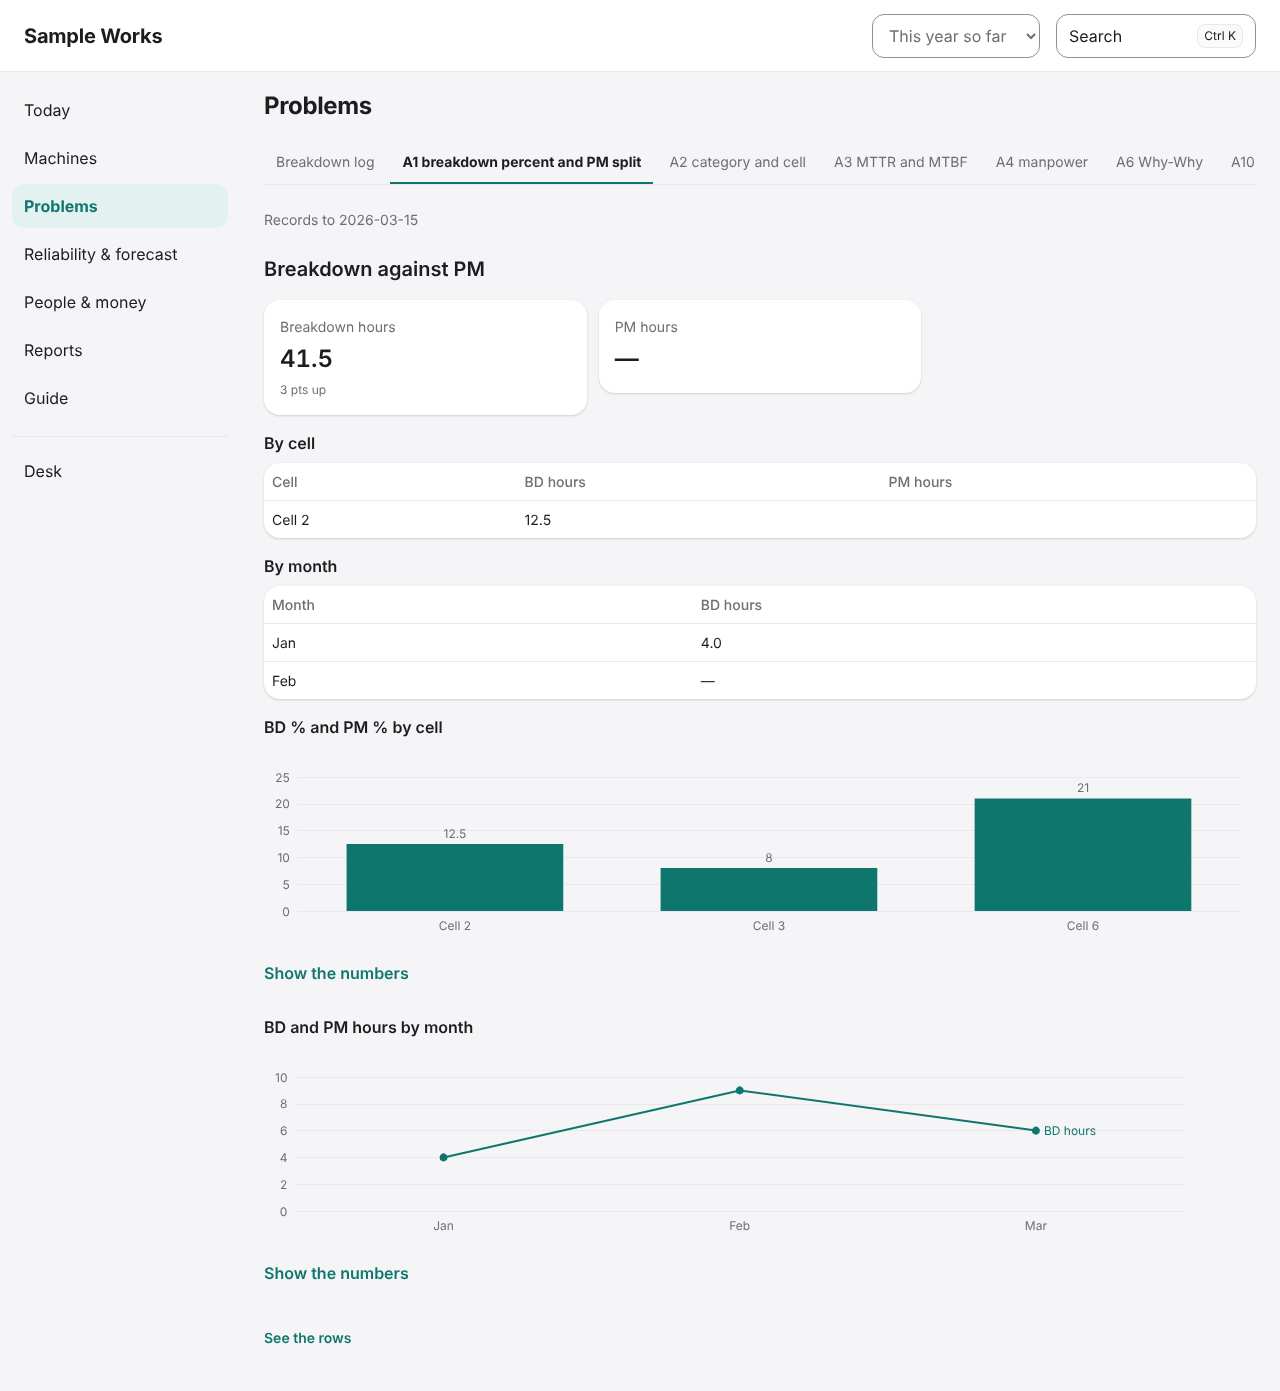 Sample Works
This year so far
Search
Ctrl K
Today
Machines
Problems
Reliability & forecast
People & money
Reports
Guide
Desk
Problems
Breakdown log
A1 breakdown percent and PM split
A2 category and cell
A3 MTTR and MTBF
A4 manpower
A6 Why-Why
A10
Records to 2026-03-15
Breakdown against PM
Breakdown hours
41.5
3 pts up
PM hours
—
By cell
Cell BD hours PM hours
Cell 2 12.5
By month
Month BD hours
Jan 4.0
Feb —
BD % and PM % by cell
25
20
15
10
5
0
12.5
8
21
Cell 2
Cell 3
Cell 6
Show the numbers
BD and PM hours by month
10
8
6
4
2
0
BD hours
Jan
Feb
Mar
Show the numbers
See the rows